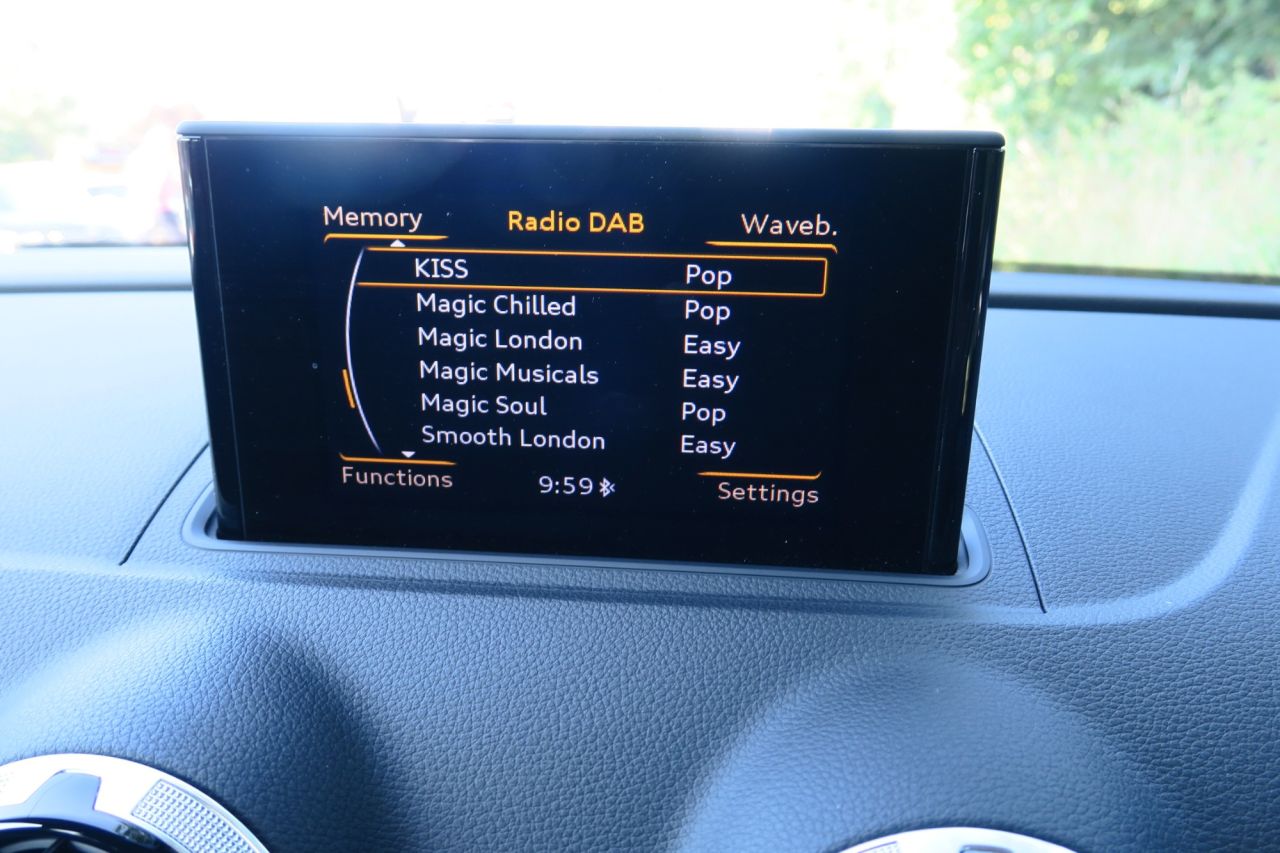 Memory Radio DAB Waveb.
KISS Pop
Magic Chilled Pop
Magic London Easy
Magic Musicals Easy
Magic Soul Pop
Smooth London Easy
Functions 9:59 Settings